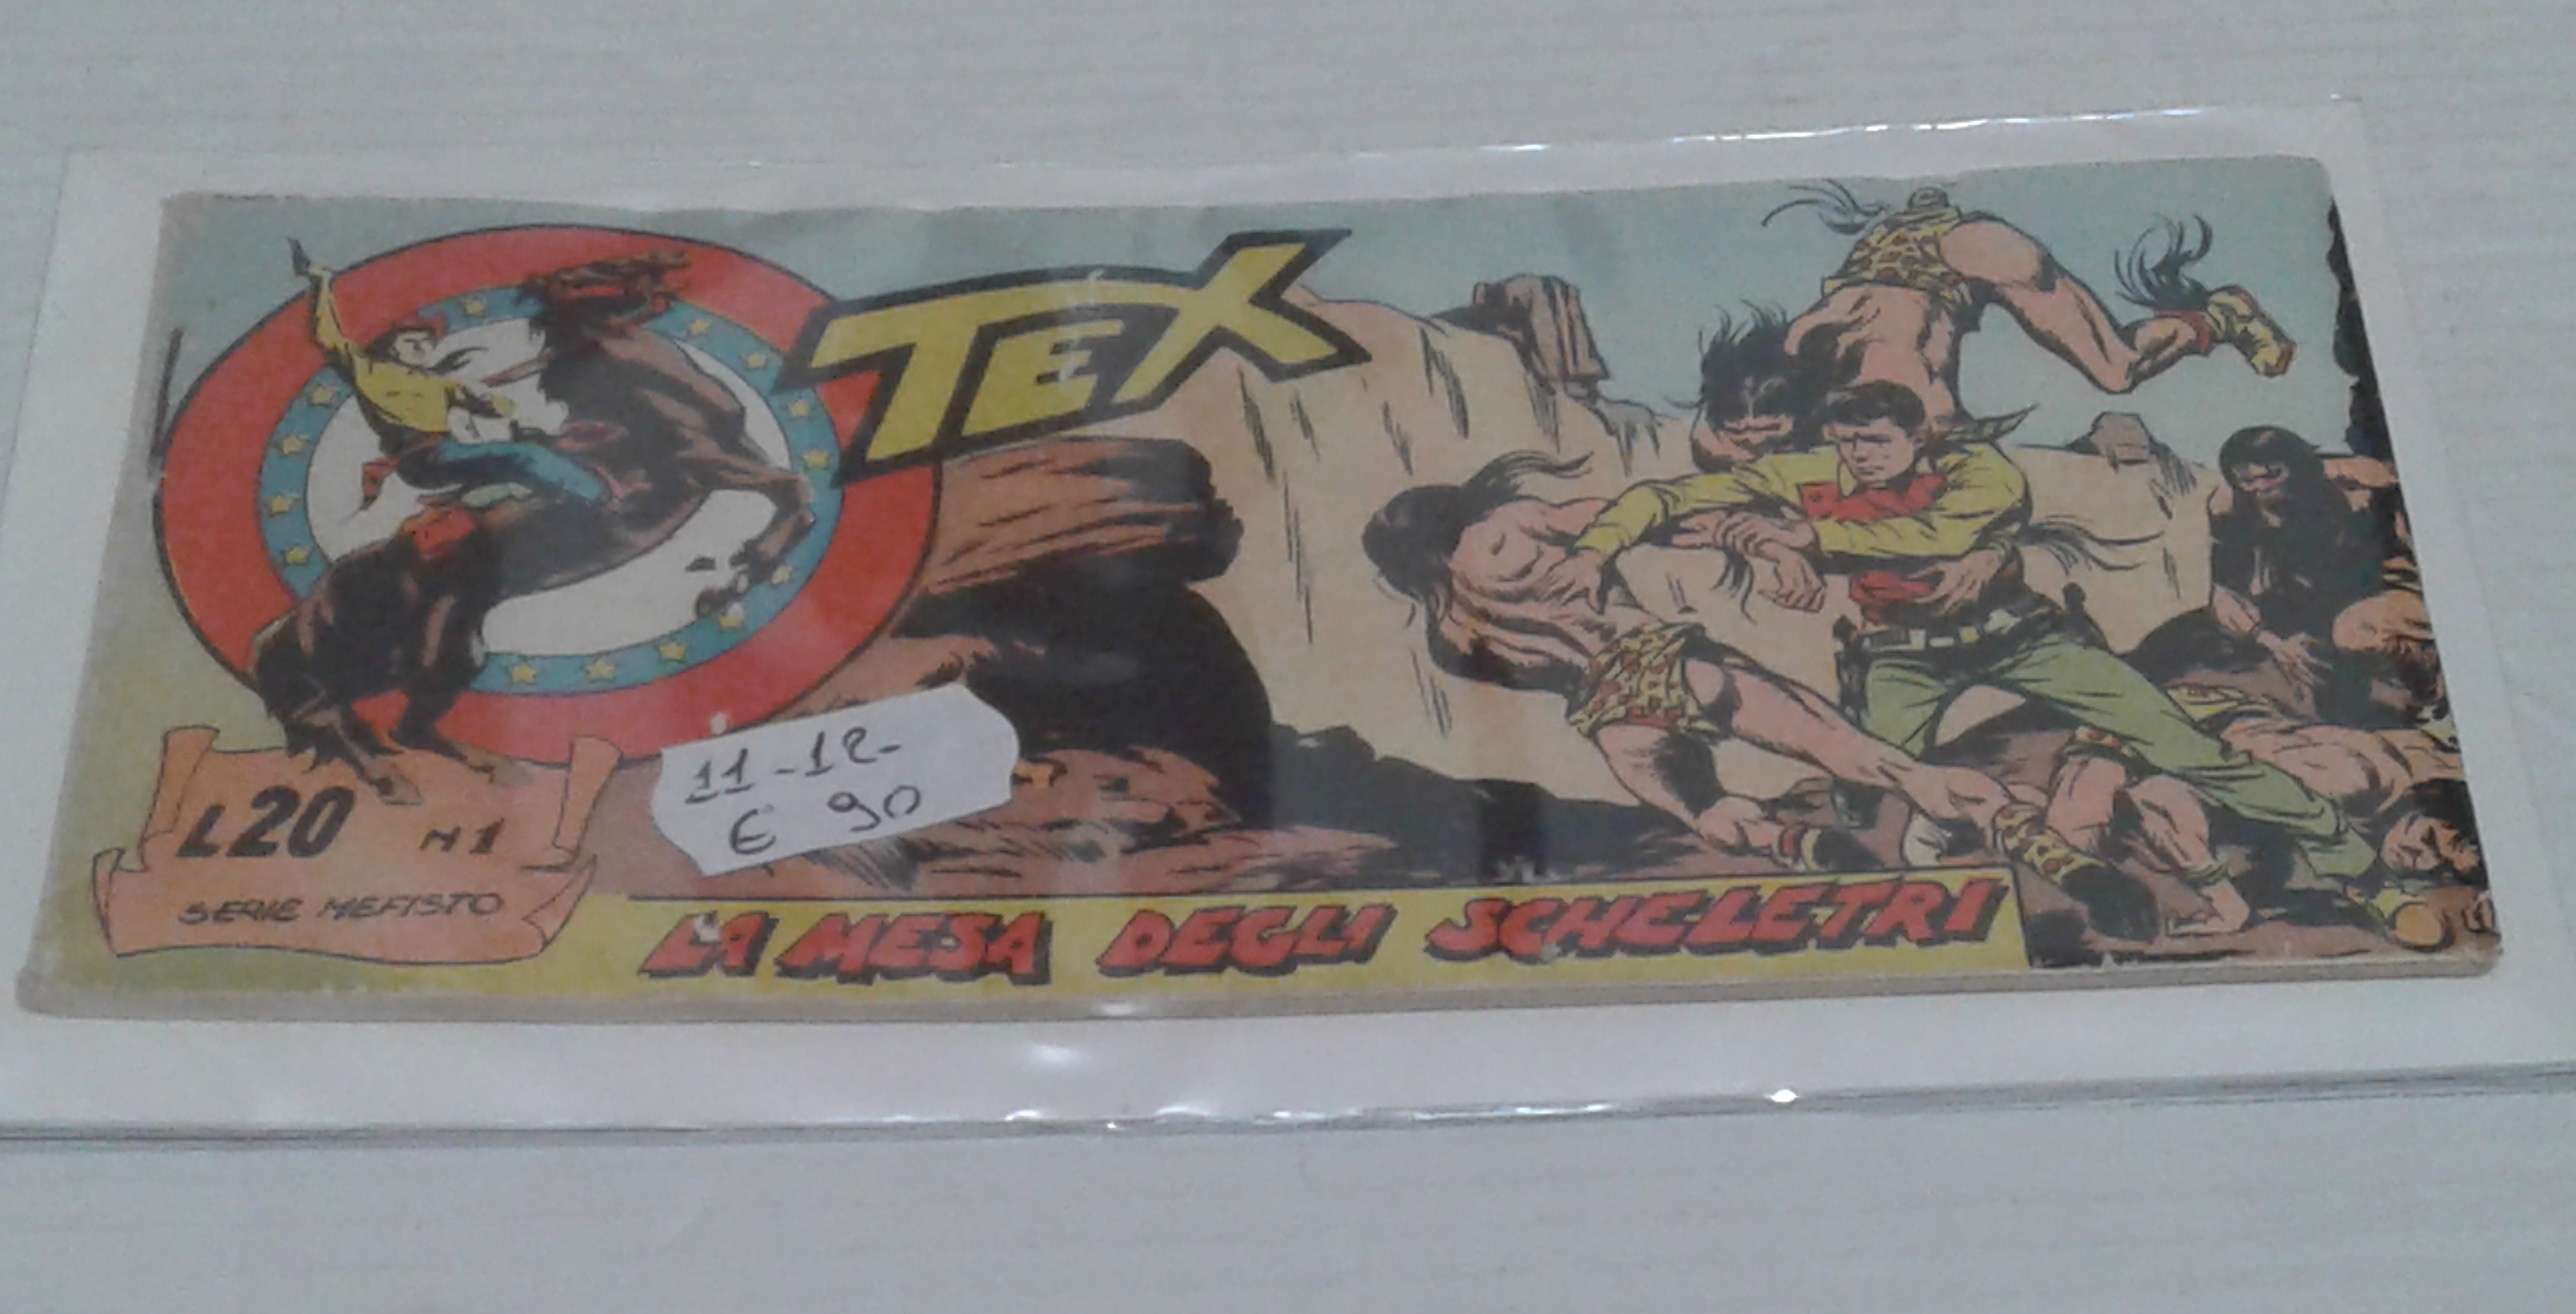 TEX
11-12-
€ 90
L20 N1
SERIE MEFISTO
LA MESA DEGLI SCHELETRI